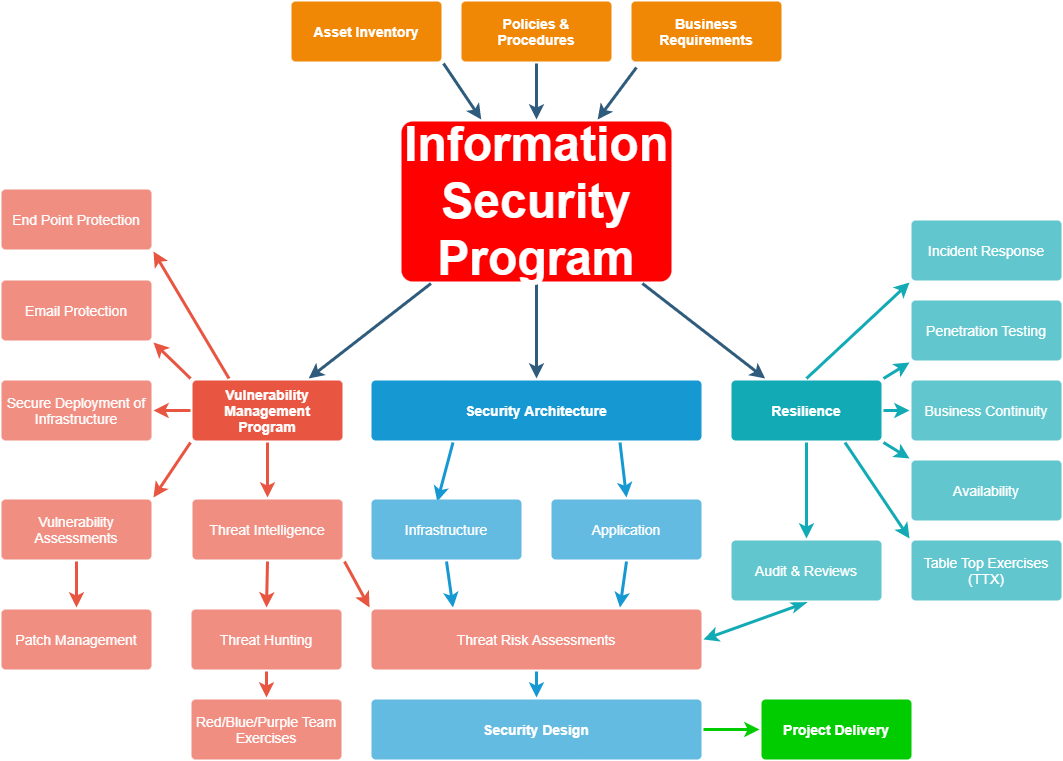 Asset Inventory
Policies &
Procedures
Business
Requirements
Information
Security
Program
End Point Protection
Email Protection
Secure Deployment of
Infrastructure
Vulnerability
Management
Program
Security Architecture
Resilience
Incident Response
Penetration Testing
Business Continuity
Availability
Table Top Exercises
(TTX)
Vulnerability
Assessments
Threat Intelligence
Infrastructure
Application
Audit & Reviews
Patch Management
Threat Hunting
Threat Risk Assessments
Red/Blue/Purple Team
Exercises
Security Design
Project Delivery